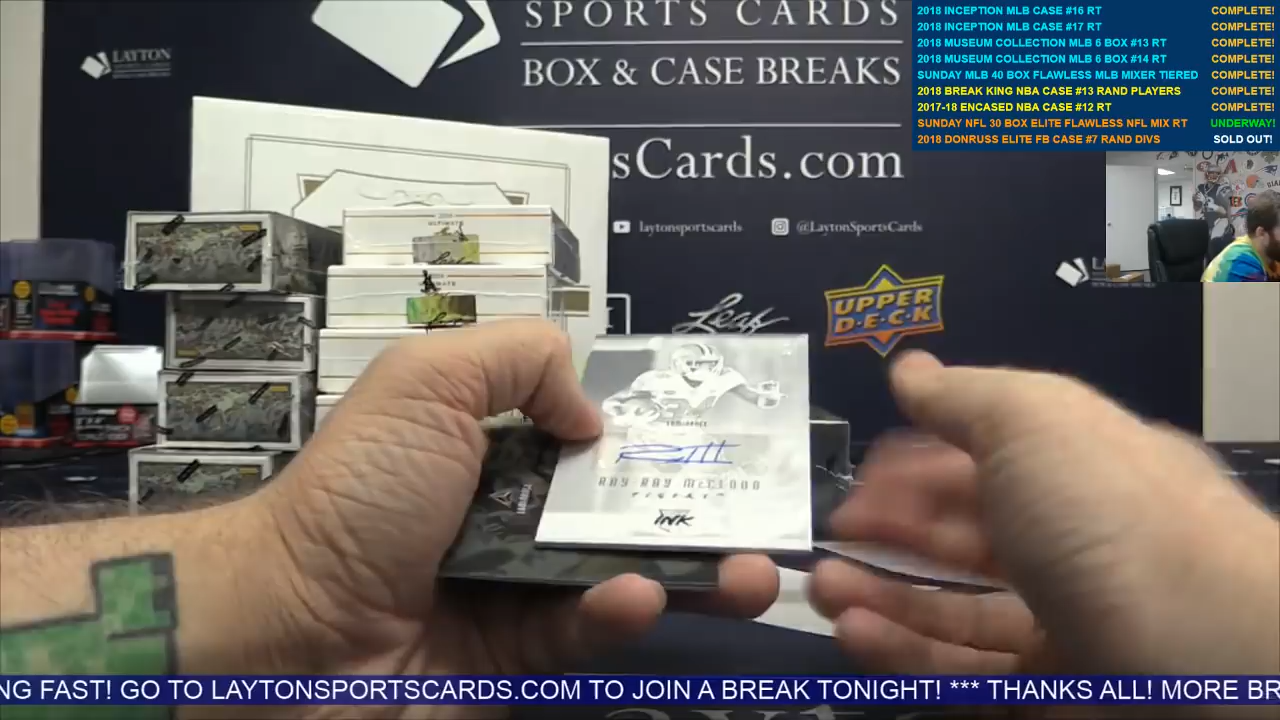 2018 INCEPTION MLB CASE #16 RT COMPLETE!
2018 INCEPTION MLB CASE #17 RT COMPLETE!
2018 MUSEUM COLLECTION MLB 6 BOX #13 RT COMPLETE!
2018 MUSEUM COLLECTION MLB 6 BOX #14 RT COMPLETE!
SUNDAY MLB 40 BOX FLAWLESS MLB MIXER TIERED COMPLETE!
2018 BREAK KING NBA CASE #13 RAND PLAYERS COMPLETE!
2017-18 ENCASED NBA CASE #12 RT COMPLETE!
SUNDAY NFL 30 BOX ELITE FLAWLESS NFL MIX RT UNDERWAY!
2018 DONRUSS ELITE FB CASE #7 RAND DIVS SOLD OUT!
SPORTS CARDS
BOX & CASE BREAKS
LAYTON
sCards.com
laytonsportscards
@LaytonSportsCards
Leaf
UPPER
D·E·C·K
ULTIMATE
LUMINANCE
RAY-RAY McCLOUD
TIGERS
INK
NG FAST! GO TO LAYTONSPORTSCARDS.COM TO JOIN A BREAK TONIGHT! *** THANKS ALL! MORE BR